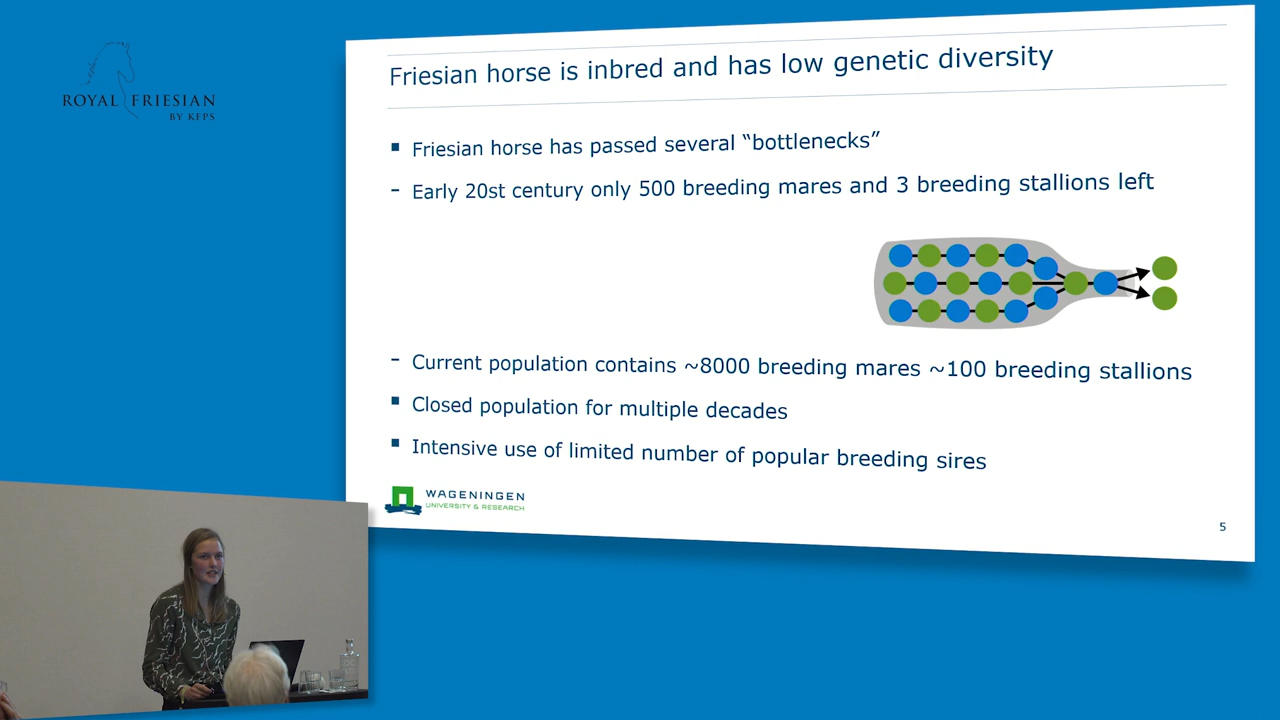 ROYAL FRIESIAN
BY KFPS
Friesian horse is inbred and has low genetic diversity
▪ Friesian horse has passed several “bottlenecks”
- Early 20st century only 500 breeding mares and 3 breeding stallions left
- Current population contains ~8000 breeding mares ~100 breeding stallions
▪ Closed population for multiple decades
▪ Intensive use of limited number of popular breeding sires
WAGENINGEN
UNIVERSITY & RESEARCH
5